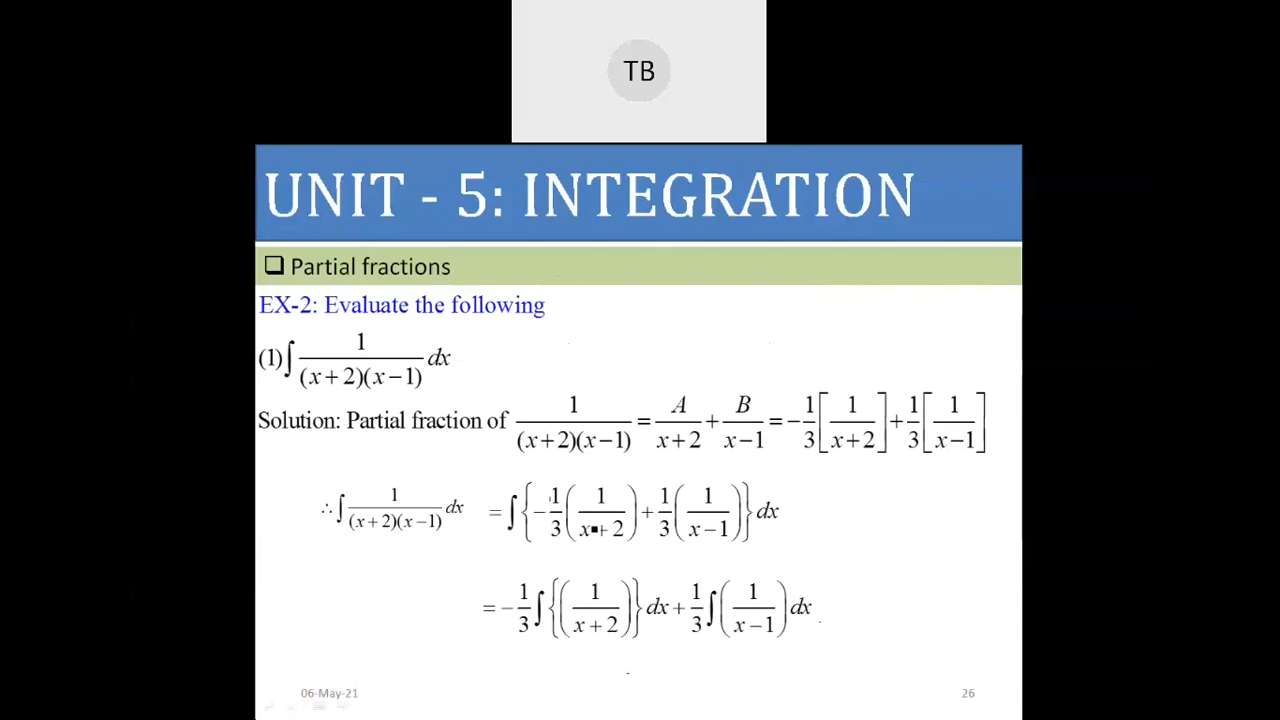 TB
UNIT - 5: INTEGRATION
❑ Partial fractions
EX-2: Evaluate the following
(1)∫ 1/((x+2)(x−1)) dx
Solution: Partial fraction of 1/((x+2)(x−1)) = A/(x+2) + B/(x−1) = −1/3[1/(x+2)] + 1/3[1/(x−1)]
∴∫ 1/((x+2)(x−1)) dx = ∫{−1/3(1/(x+2)) + 1/3(1/(x−1))} dx
= −1/3 ∫{(1/(x+2))} dx + 1/3 ∫(1/(x−1)) dx
06-May-21 26